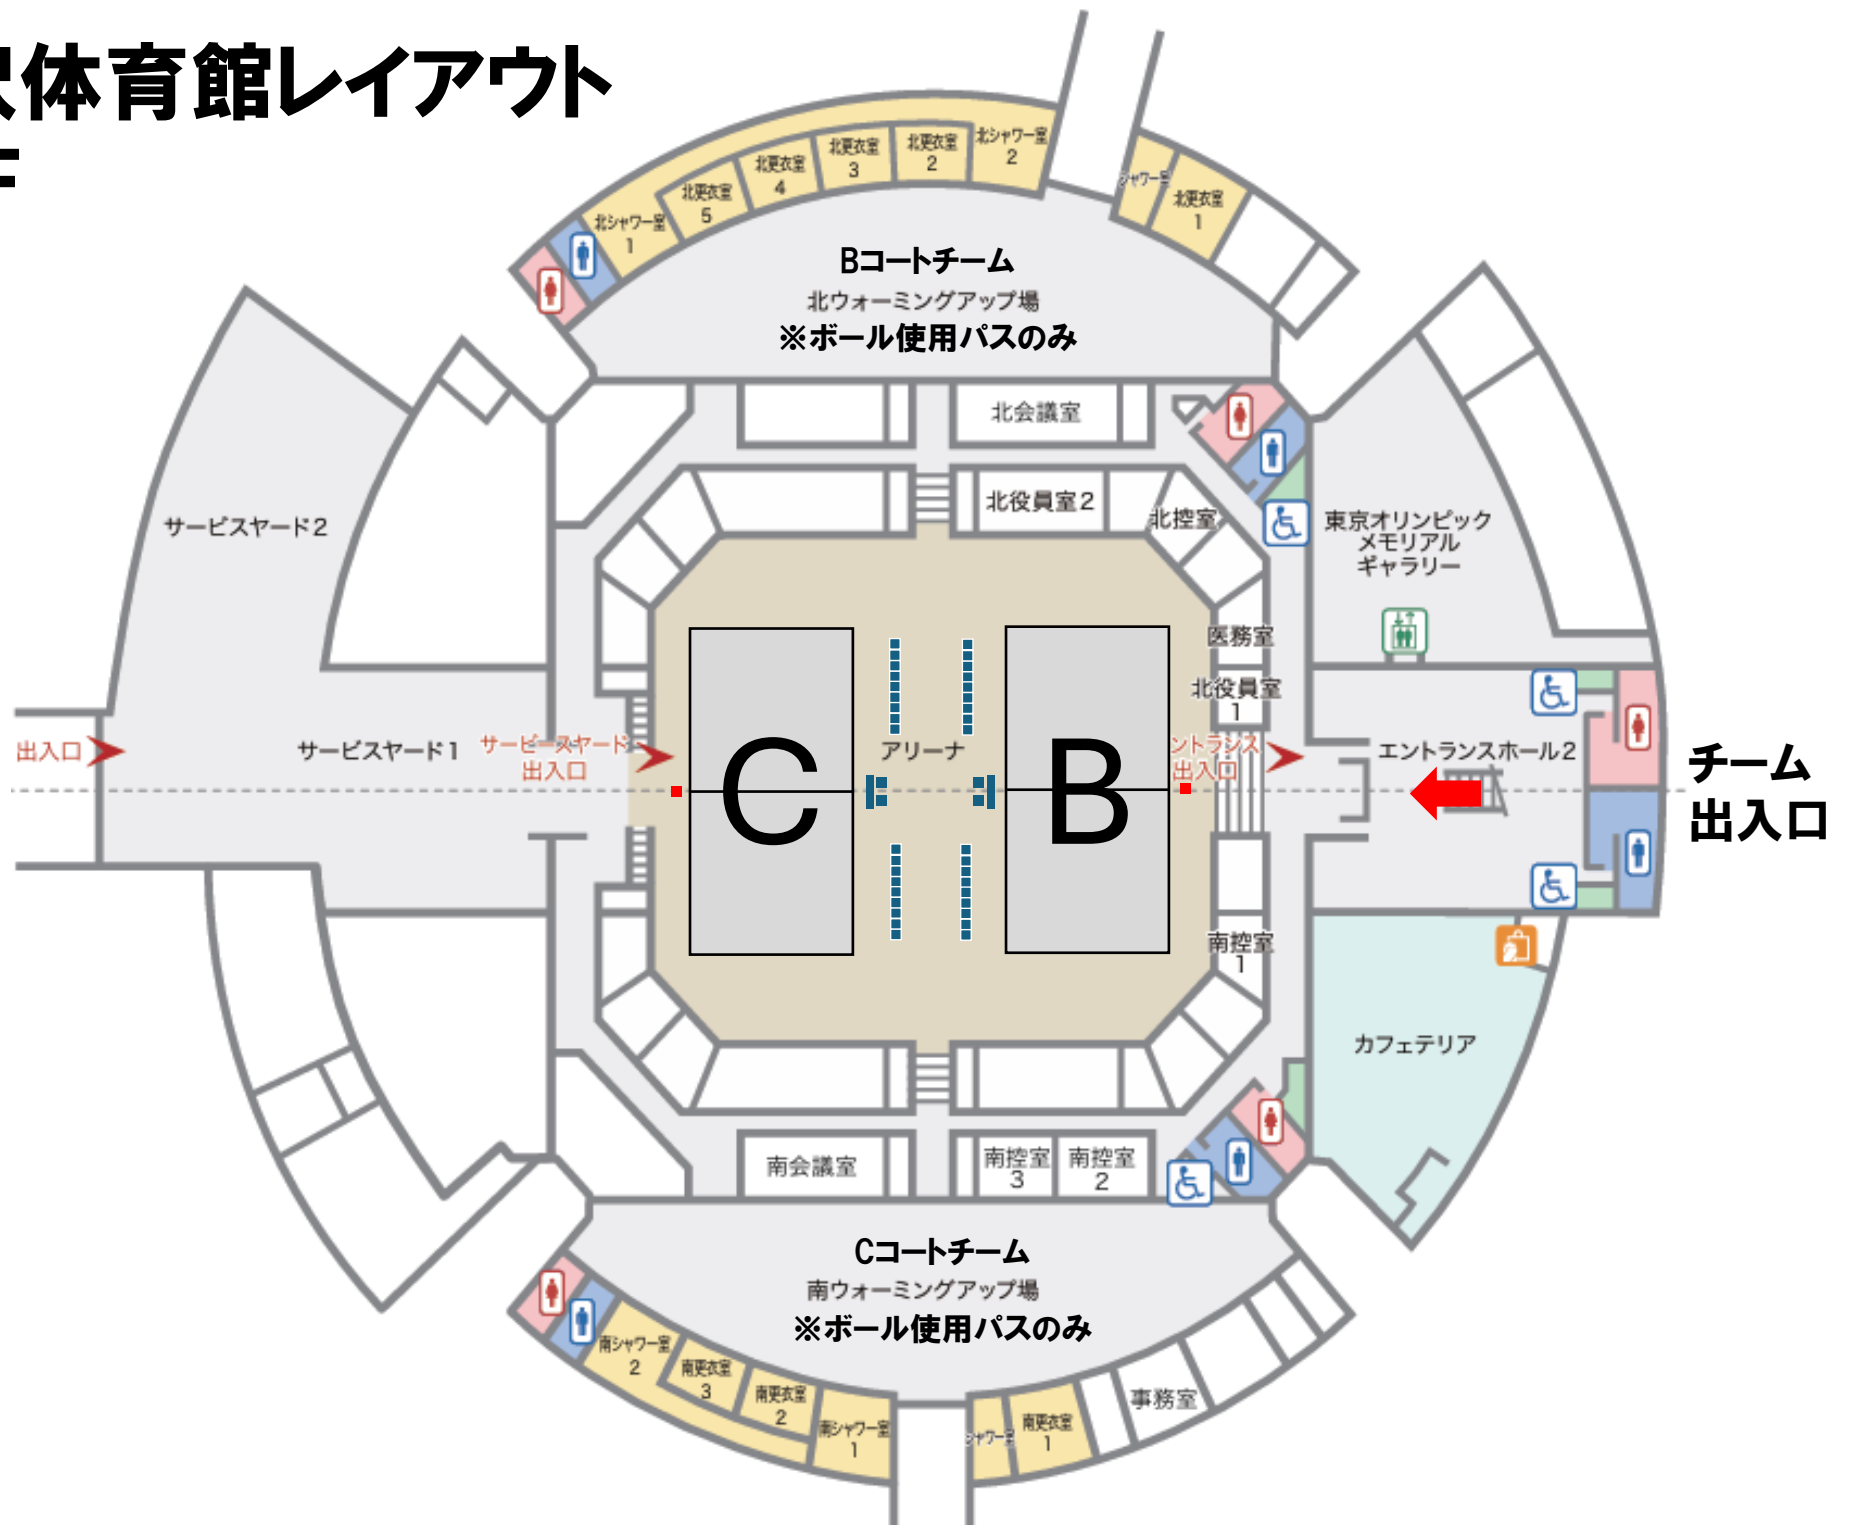 体育館レイアウト
北シャワー室
2
北更衣室
2
北更衣室
3
北更衣室
4
北更衣室
5
北シャワー室
1
シャワー室
北更衣室
1
Bコートチーム
北ウォーミングアップ場
※ボール使用パスのみ
北会議室
北役員室2
北控室
サービスヤード2
東京オリンピック
メモリアル
ギャラリー
医務室
北役員室
1
出入口
サービスヤード1
サービスヤード
出入口
C
アリーナ
B
ントランス
出入口
エントランスホール2
チーム
出入口
南控室
1
カフェテリア
南会議室
南控室
3
南控室
2
Cコートチーム
南ウォーミングアップ場
※ボール使用パスのみ
南シャワー室
2
南更衣室
3
南更衣室
2
南シャワー室
1
シャワー室
南更衣室
1
事務室